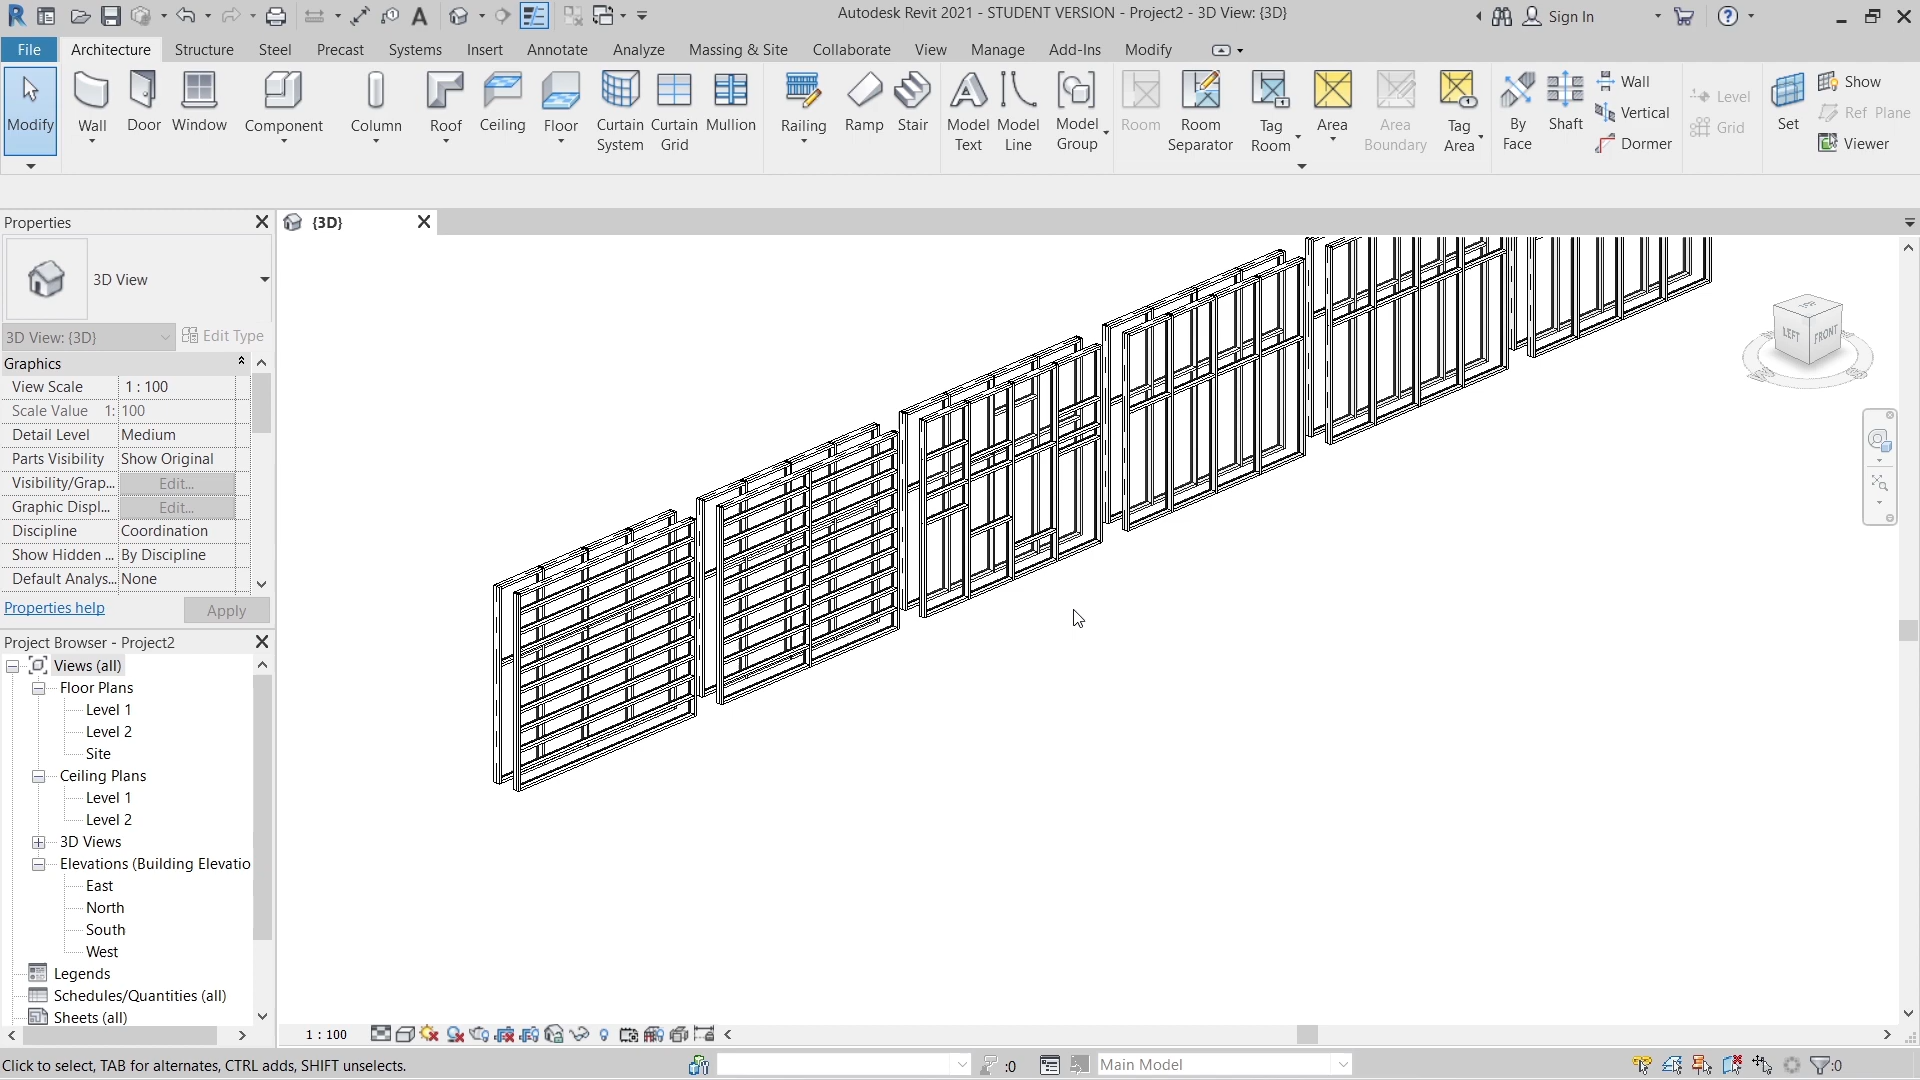 Autodesk Revit 2021 - STUDENT VERSION - Project2 - 3D View: {3D}
Sign In
File Architecture Structure Steel Precast Systems Insert Annotate Analyze Massing & Site Collaborate View Manage Add-Ins Modify
Modify
Wall
Door
Window
Component
Column
Roof
Ceiling
Floor
Curtain System
Curtain Grid
Mullion
Railing
Ramp
Stair
Model Text
Model Line
Model Group
Room
Room Separator
Tag Room
Area
Area Boundary
Tag Area
By Face
Shaft
Wall
Vertical
Dormer
Level
Grid
Set
Show
Ref Plane
Viewer
Properties
{3D}
3D View
3D View: {3D}
Edit Type
Graphics
View Scale 1 : 100
Scale Value 1: 100
Detail Level Medium
Parts Visibility Show Original
Visibility/Grap... Edit...
Graphic Displ... Edit...
Discipline Coordination
Show Hidden ... By Discipline
Default Analys... None
Properties help
Apply
TOP
LEFT
FRONT
Project Browser - Project2
Views (all)
Floor Plans
Level 1
Level 2
Site
Ceiling Plans
Level 1
Level 2
3D Views
Elevations (Building Elevatio
East
North
South
West
Legends
Schedules/Quantities (all)
Sheets (all)
1 : 100
Click to select, TAB for alternates, CTRL adds, SHIFT unselects.
:0
Main Model
:0